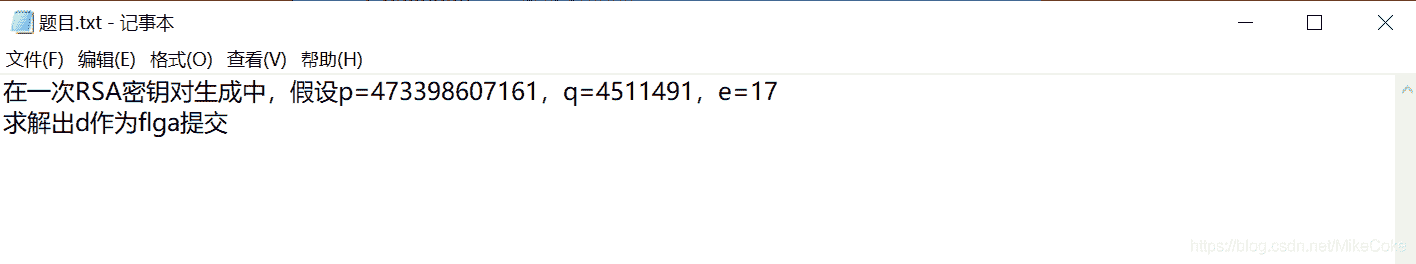 题目.txt - 记事本
文件(F) 编辑(E) 格式(O) 查看(V) 帮助(H)
在一次RSA密钥对生成中，假设p=473398607161，q=4511491，e=17
求解出d作为flga提交
https://blog.csdn.net/MikeCoke